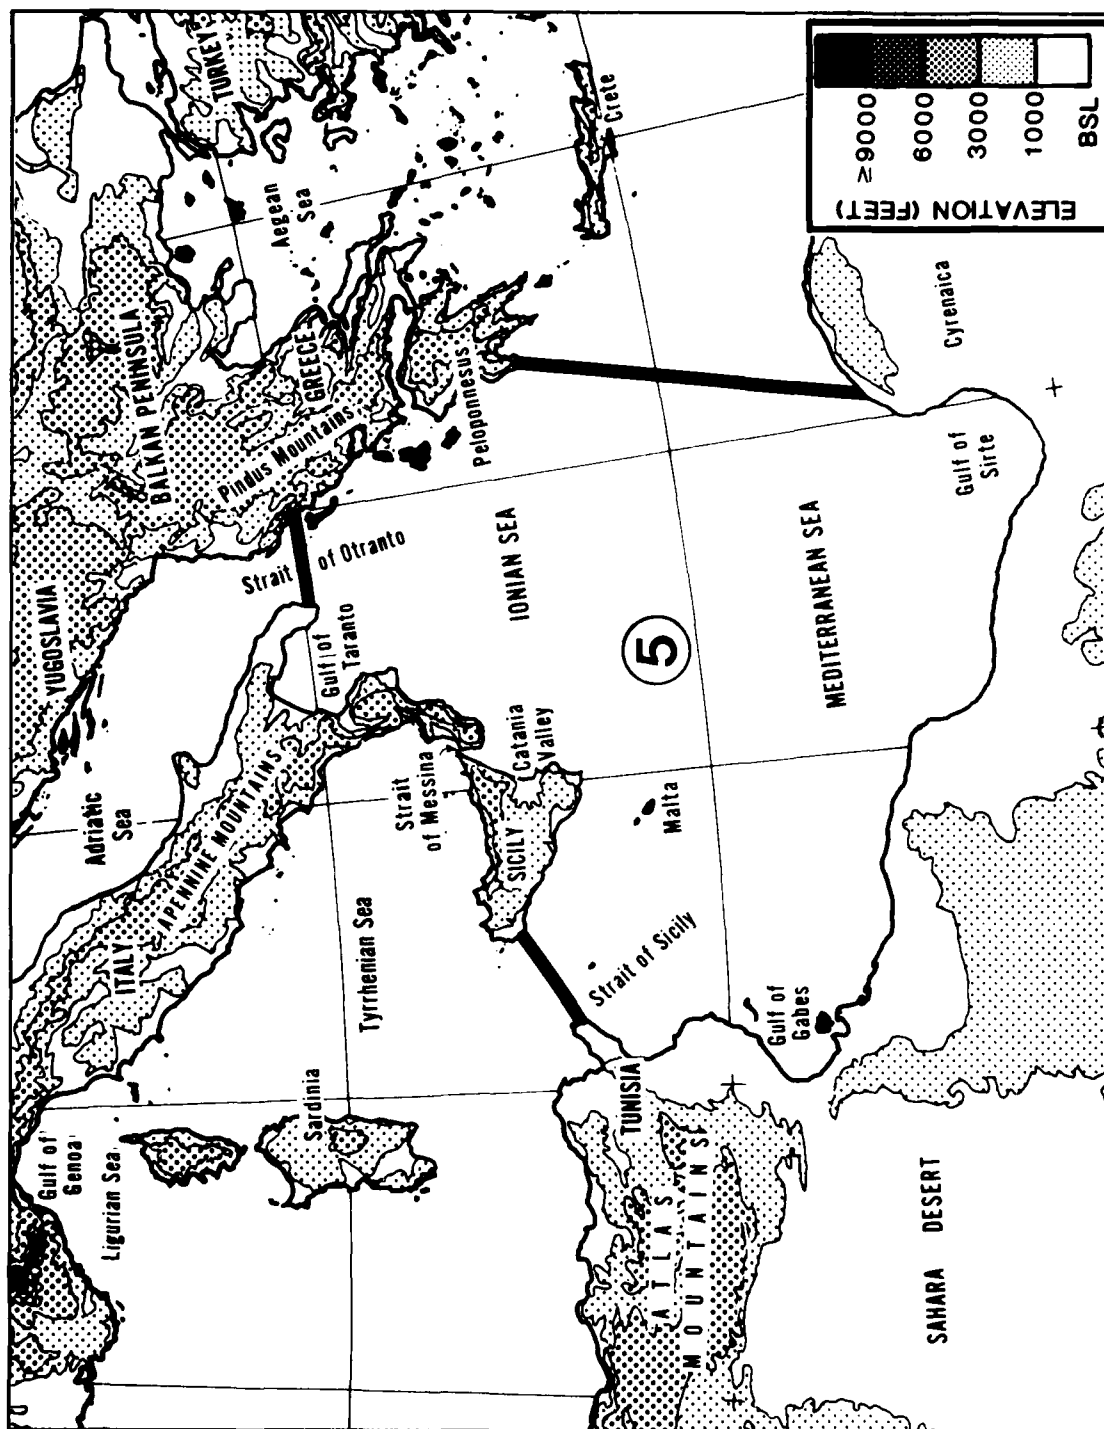 Gulf of
Genoa
Ligurian Sea
ITALY
APENNINE MOUNTAINS
Adriatic
Sea
YUGOSLAVIA
BALKAN PENINSULA
TURKEY
Pindus Mountains
GREECE
Aegean
Sea
Sardinia
Tyrrhenian Sea
Strait
of Messina
Gulf of
Taranto
Strait
of Otranto
Peloponnesus
SICILY
Catania
Valley
IONIAN SEA
Crete
TUNISIA
Strait of Sicily
Malta
5
ATLAS
MOUNTAINS
Gulf of
Gabes
MEDITERRANEAN SEA
SAHARA DESERT
Gulf of
Sirte
Cyrenaica
ELEVATION (FEET)
≥9000
6000
3000
1000
BSL